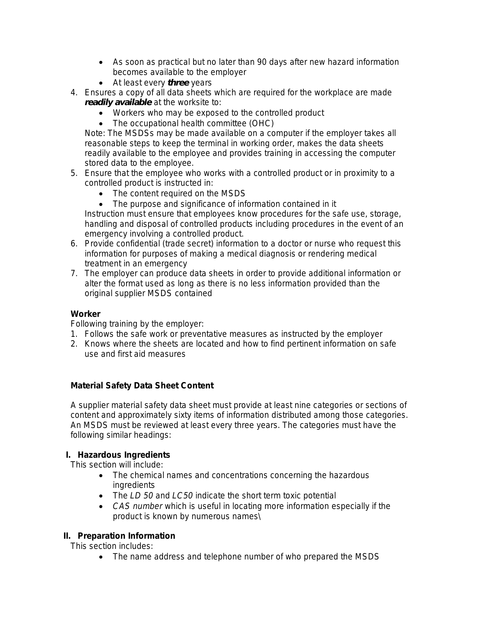 • As soon as practical but no later than 90 days after new hazard information
becomes available to the employer
• At least every three years
4. Ensures a copy of all data sheets which are required for the workplace are made
readily available at the worksite to:
• Workers who may be exposed to the controlled product
• The occupational health committee (OHC)
Note: The MSDSs may be made available on a computer if the employer takes all
reasonable steps to keep the terminal in working order, makes the data sheets
readily available to the employee and provides training in accessing the computer
stored data to the employee.
5. Ensure that the employee who works with a controlled product or in proximity to a
controlled product is instructed in:
• The content required on the MSDS
• The purpose and significance of information contained in it
Instruction must ensure that employees know procedures for the safe use, storage,
handling and disposal of controlled products including procedures in the event of an
emergency involving a controlled product.
6. Provide confidential (trade secret) information to a doctor or nurse who request this
information for purposes of making a medical diagnosis or rendering medical
treatment in an emergency
7. The employer can produce data sheets in order to provide additional information or
alter the format used as long as there is no less information provided than the
original supplier MSDS contained
Worker
Following training by the employer:
1. Follows the safe work or preventative measures as instructed by the employer
2. Knows where the sheets are located and how to find pertinent information on safe
use and first aid measures
Material Safety Data Sheet Content
A supplier material safety data sheet must provide at least nine categories or sections of
content and approximately sixty items of information distributed among those categories.
An MSDS must be reviewed at least every three years. The categories must have the
following similar headings:
I. Hazardous Ingredients
This section will include:
• The chemical names and concentrations concerning the hazardous
ingredients
• The LD 50 and LC50 indicate the short term toxic potential
• CAS number which is useful in locating more information especially if the
product is known by numerous names\
II. Preparation Information
This section includes:
• The name address and telephone number of who prepared the MSDS